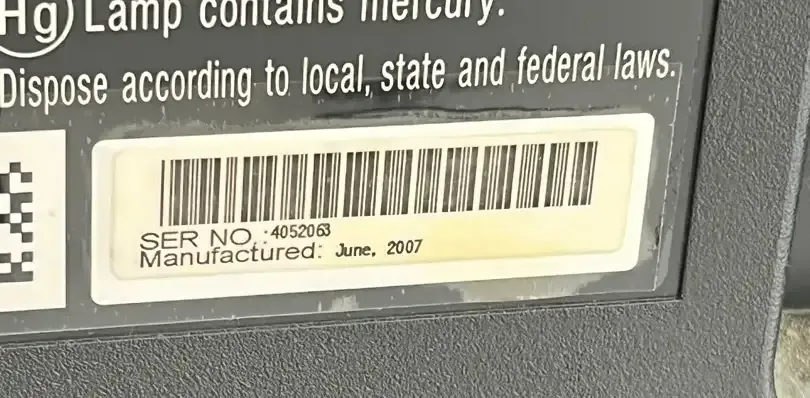 Hg Lamp contains mercury.
Dispose according to local, state and federal laws.
SER NO. :4052063
Manufactured: June, 2007